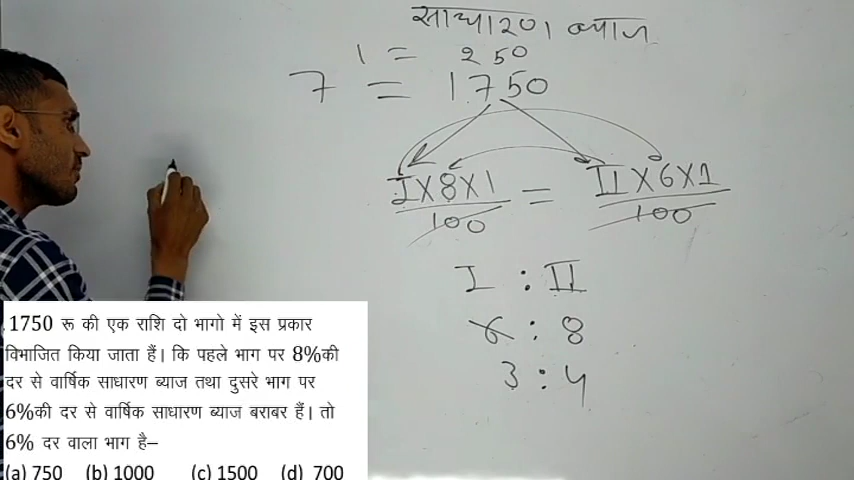 साधारण ब्याज
1 = 250
7 = 1750
I X 8 X 1 = II X 6 X 1
100 100
I : II
6 : 8
3 : 4
1750 रू की एक राशि दो भागो में इस प्रकार
विभाजित किया जाता हैं। कि पहले भाग पर 8%की
दर से वार्षिक साधारण ब्याज तथा दुसरे भाग पर
6%की दर से वार्षिक साधारण ब्याज बराबर हैं। तो
6% दर वाला भाग है–
(a) 750 (b) 1000 (c) 1500 (d) 700